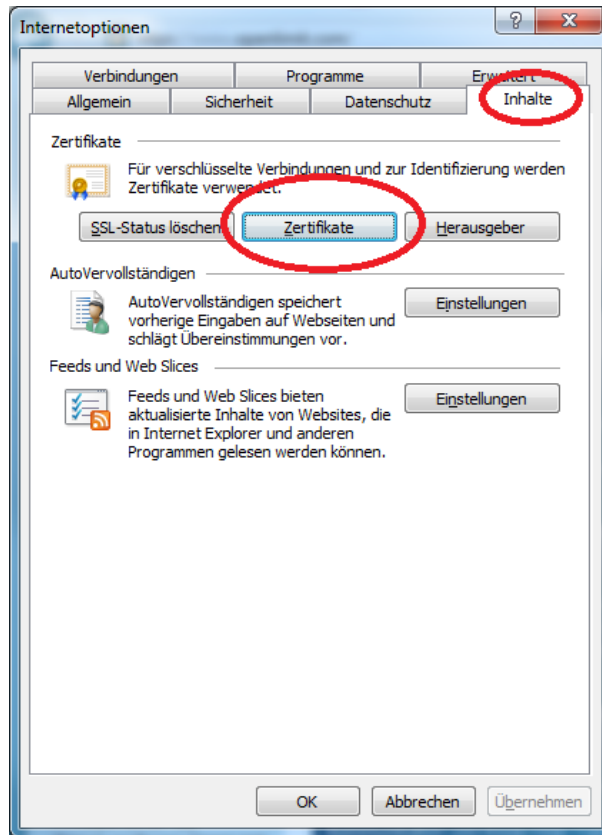 Internetoptionen
Verbindungen Programme Erweitert
Allgemein Sicherheit Datenschutz Inhalte
Zertifikate
Für verschlüsselte Verbindungen und zur Identifizierung werden
Zertifikate verwendet.
SSL-Status löschen Zertifikate Herausgeber
AutoVervollständigen
AutoVervollständigen speichert
vorherige Eingaben auf Webseiten und
schlägt Übereinstimmungen vor.
Einstellungen
Feeds und Web Slices
Feeds und Web Slices bieten
aktualisierte Inhalte von Websites, die
in Internet Explorer und anderen
Programmen gelesen werden können.
Einstellungen
OK Abbrechen Übernehmen